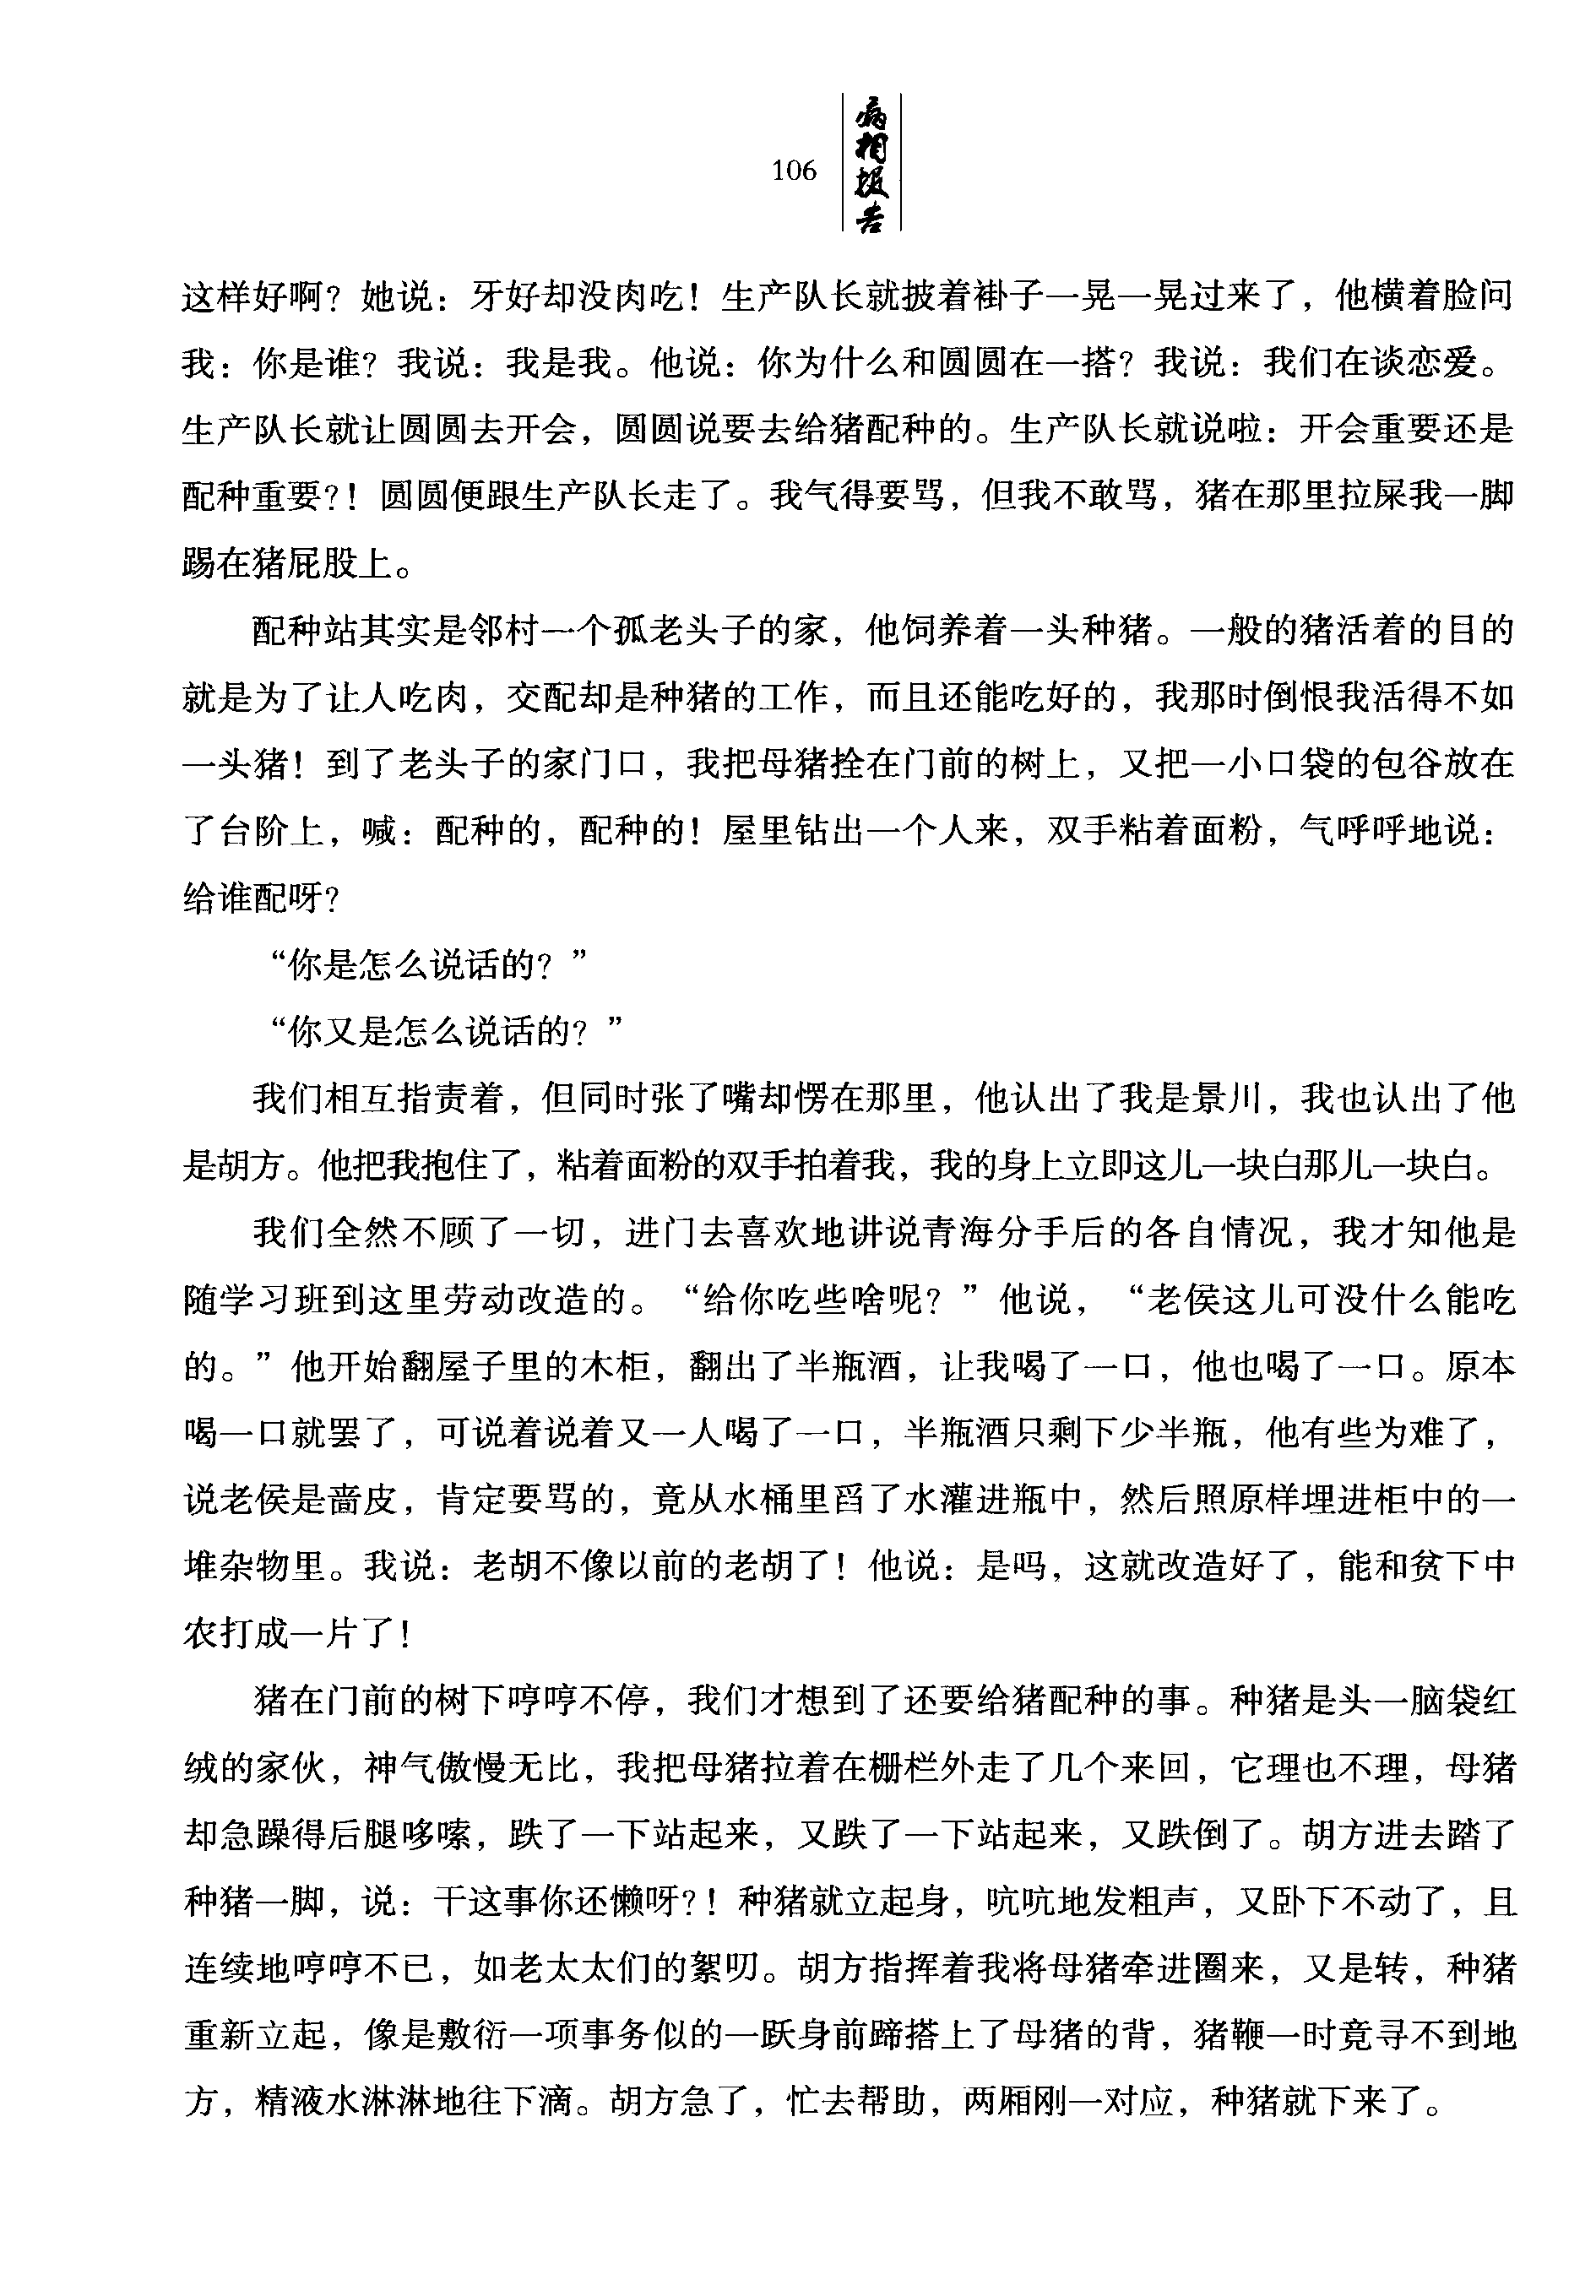 106
病相报告
这样好啊？她说：牙好却没肉吃！生产队长就披着褂子一晃一晃过来了，他横着脸问
我：你是谁？我说：我是我。他说：你为什么和圆圆在一搭？我说：我们在谈恋爱。
生产队长就让圆圆去开会，圆圆说要去给猪配种的。生产队长就说啦：开会重要还是
配种重要？！圆圆便跟生产队长走了。我气得要骂，但我不敢骂，猪在那里拉屎我一脚
踢在猪屁股上。
配种站其实是邻村一个孤老头子的家，他饲养着一头种猪。一般的猪活着的目的
就是为了让人吃肉，交配却是种猪的工作，而且还能吃好的，我那时倒恨我活得不如
一头猪！到了老头子的家门口，我把母猪拴在门前的树上，又把一小口袋的包谷放在
了台阶上，喊：配种的，配种的！屋里钻出一个人来，双手粘着面粉，气呼呼地说：
给谁配呀？
“你是怎么说话的？”
“你又是怎么说话的？”
我们相互指责着，但同时张了嘴却愣在那里，他认出了我是景川，我也认出了他
是胡方。他把我抱住了，粘着面粉的双手拍着我，我的身上立即这儿一块白那儿一块白。
我们全然不顾了一切，进门去喜欢地讲说青海分手后的各自情况，我才知他是
随学习班到这里劳动改造的。“给你吃些啥呢？”他说，“老侯这儿可没什么能吃
的。”他开始翻屋子里的木柜，翻出了半瓶酒，让我喝了一口，他也喝了一口。原本
喝一口就罢了，可说着说着又一人喝了一口，半瓶酒只剩下少半瓶，他有些为难了，
说老侯是啬皮，肯定要骂的，竟从水桶里舀了水灌进瓶中，然后照原样埋进柜中的一
堆杂物里。我说：老胡不像以前的老胡了！他说：是吗，这就改造好了，能和贫下中
农打成一片了！
猪在门前的树下哼哼不停，我们才想到了还要给猪配种的事。种猪是头一脑袋红
绒的家伙，神气傲慢无比，我把母猪拉着在栅栏外走了几个来回，它理也不理，母猪
却急躁得后腿哆嗦，跌了一下站起来，又跌了一下站起来，又跌倒了。胡方进去踏了
种猪一脚，说：干这事你还懒呀？！种猪就立起身，吭吭地发粗声，又卧下不动了，且
连续地哼哼不已，如老太太们的絮叨。胡方指挥着我将母猪牵进圈来，又是转，种猪
重新立起，像是敷衍一项事务似的一跃身前蹄搭上了母猪的背，猪鞭一时竟寻不到地
方，精液水淋淋地往下滴。胡方急了，忙去帮助，两厢刚一对应，种猪就下来了。